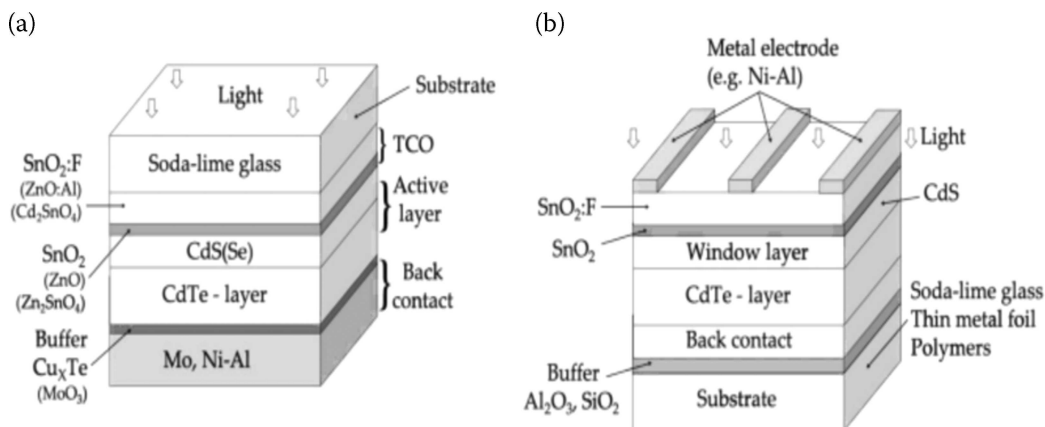 (a)
Light
Substrate
TCO
Soda-lime glass
SnO₂:F
(ZnO:Al)
(Cd₂SnO₄)
Active
layer
SnO₂
(ZnO)
(Zn₂SnO₄)
CdS(Se)
CdTe - layer
Back
contact
Buffer
CuₓTe
(MoO₃)
Mo, Ni-Al
(b)
Metal electrode
(e.g. Ni-Al)
Light
CdS
SnO₂:F
SnO₂
Window layer
CdTe - layer
Soda-lime glass
Thin metal foil
Polymers
Back contact
Buffer
Al₂O₃, SiO₂
Substrate